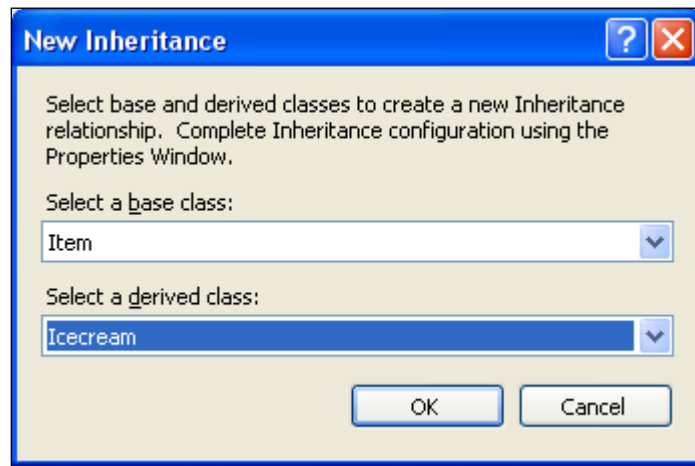 New Inheritance
Select base and derived classes to create a new Inheritance
relationship.  Complete Inheritance configuration using the
Properties Window.
Select a base class:
Item
Select a derived class:
Icecream
OK Cancel